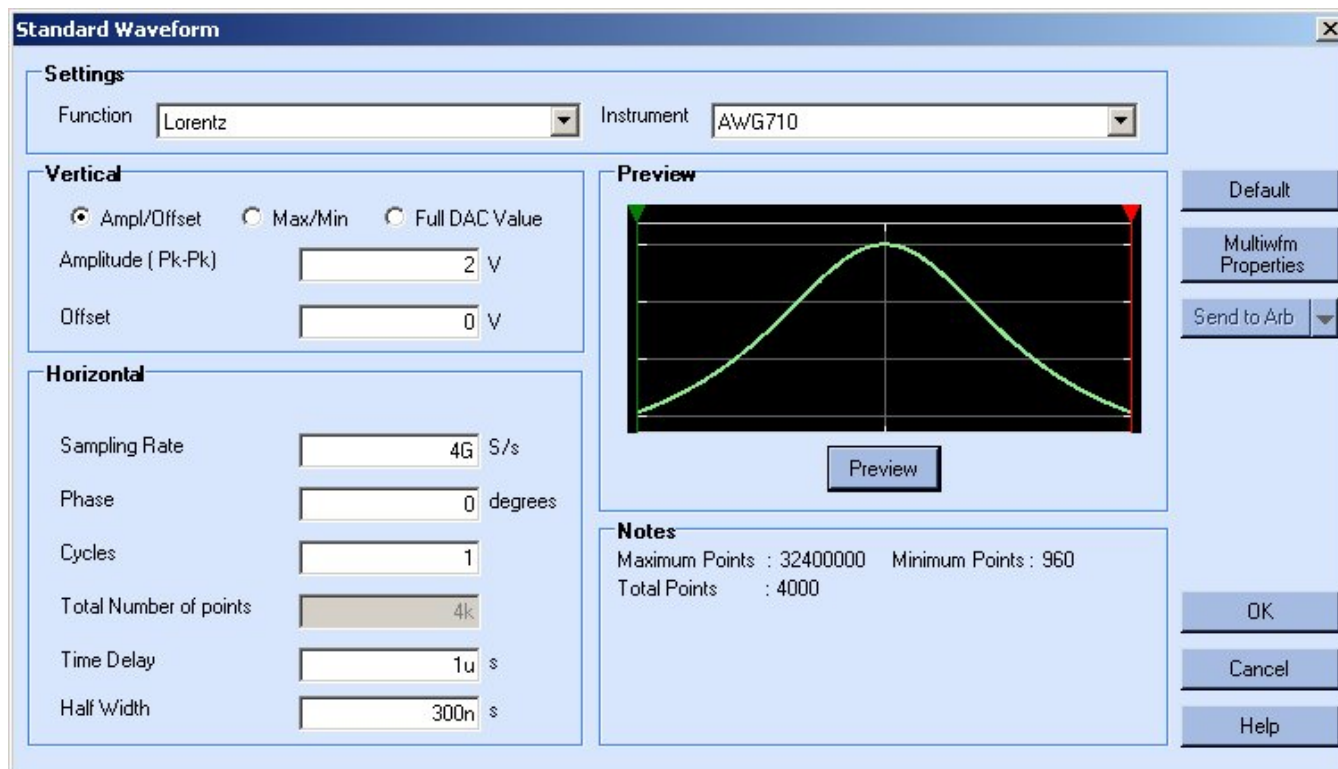 Standard Waveform
Settings
Function Lorentz Instrument AWG710
Vertical
Ampl/Offset Max/Min Full DAC Value
Amplitude ( Pk-Pk) 2 V
Offset 0 V
Horizontal
Sampling Rate 4G S/s
Phase 0 degrees
Cycles 1
Total Number of points 4k
Time Delay 1u s
Half Width 300n s
Preview
Preview
Notes
Maximum Points : 32400000 Minimum Points : 960
Total Points : 4000
Default
Multiwfm
Properties
Send to Arb
OK
Cancel
Help